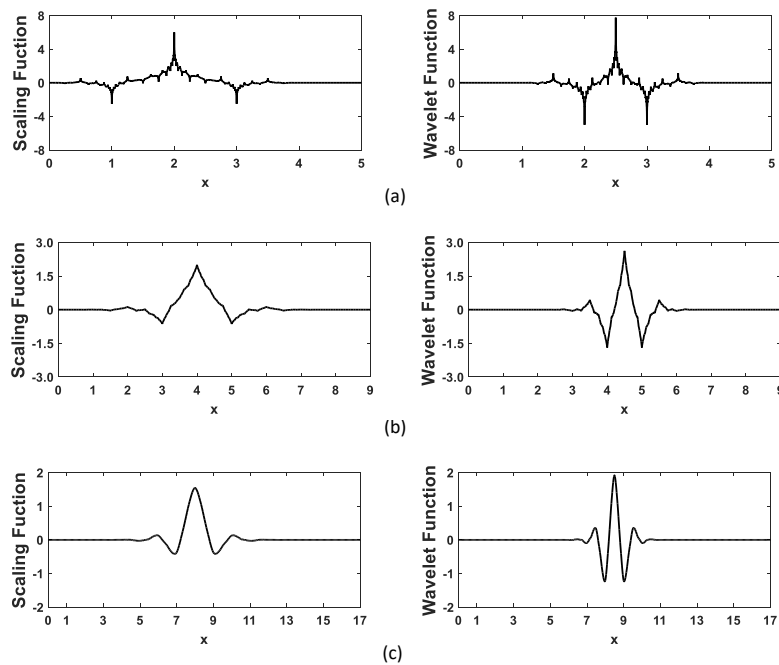 8
4
0
-4
-8
Scaling Fuction
0 1 2 3 4 5
x
8
4
0
-4
-8
Wavelet Function
0 1 2 3 4 5
x
(a)
3.0
1.5
0
-1.5
-3.0
Scaling Fuction
0 1 2 3 4 5 6 7 8 9
x
3.0
1.5
0
-1.5
-3.0
Wavelet Function
0 1 2 3 4 5 6 7 8 9
x
(b)
2
1
0
-1
-2
Scaling Fuction
0 1 3 5 7 9 11 13 15 17
x
2
1
0
-1
-2
Wavelet Function
0 1 3 5 7 9 11 13 15 17
x
(c)